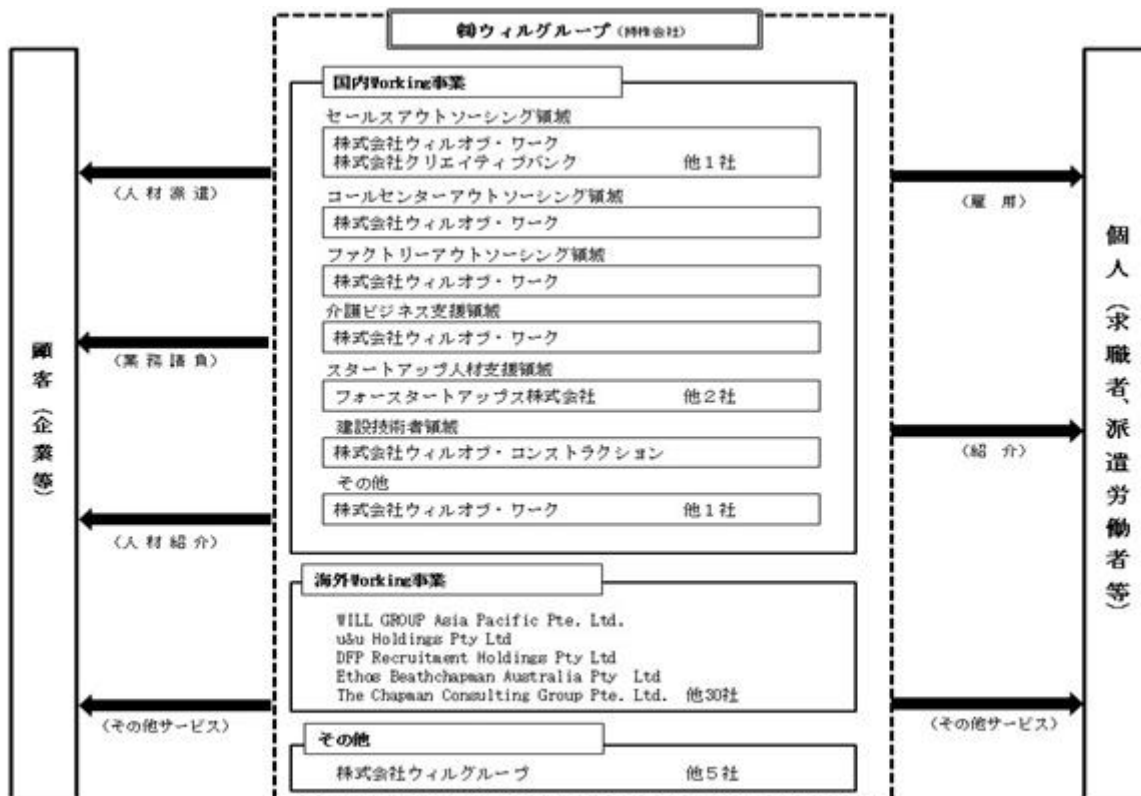 ㈱ウィルグループ(持株会社)
国内Working事業
セールスアウトソーシング領域
株式会社ウィルオブ・ワーク
株式会社クリエイティブバンク 他１社
コールセンターアウトソーシング領域
株式会社ウィルオブ・ワーク
ファクトリーアウトソーシング領域
株式会社ウィルオブ・ワーク
介護ビジネス支援領域
株式会社ウィルオブ・ワーク
スタートアップ人材支援領域
フォースタートアップス株式会社 他２社
建設技術者領域
株式会社ウィルオブ・コンストラクション
その他
株式会社ウィルオブ・ワーク 他１社
海外Working事業
WILL GROUP Asia Pacific Pte. Ltd.
u&u Holdings Pty Ltd
DFP Recruitment Holdings Pty Ltd
Ethos Beathchapman Australia Pty Ltd
The Chapman Consulting Group Pte. Ltd. 他30社
その他
株式会社ウィルグループ 他５社
顧客（企業等）
（人材派遣）
（業務請負）
（人材紹介）
（その他サービス）
（雇用）
（紹介）
（その他サービス）
個人（求職者、派遣労働者等）